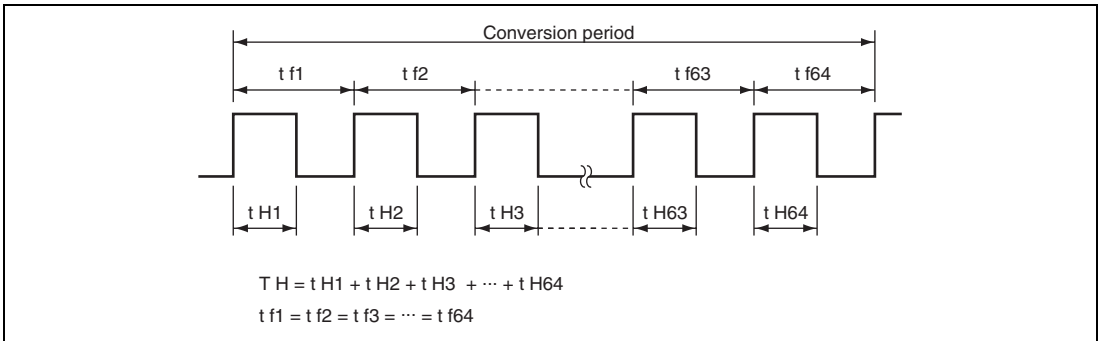 Conversion period
t f1 t f2 t f63 t f64
t H1 t H2 t H3 t H63 t H64
T H = t H1 + t H2 + t H3 + ··· + t H64
t f1 = t f2 = t f3 = ··· = t f64